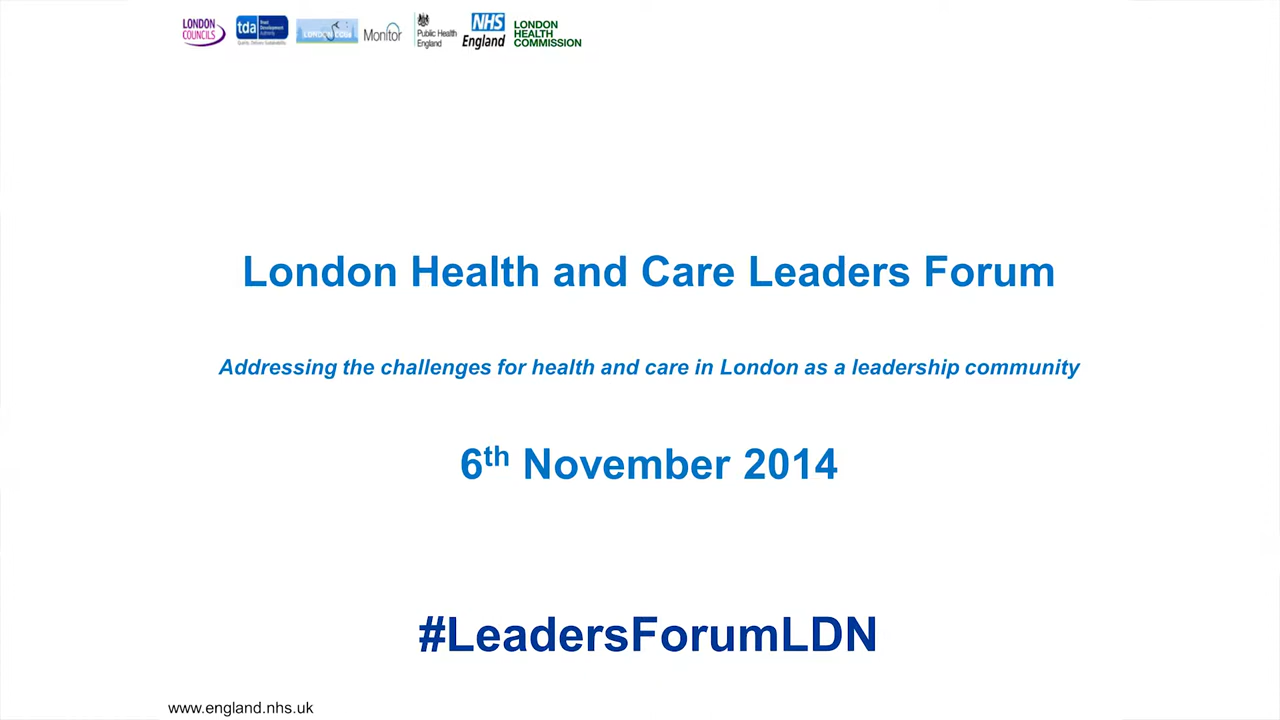 LONDON COUNCILS
tda
Monitor
Public Health England
NHS England
LONDON HEALTH COMMISSION
London Health and Care Leaders Forum
Addressing the challenges for health and care in London as a leadership community
6th November 2014
#LeadersForumLDN
www.england.nhs.uk